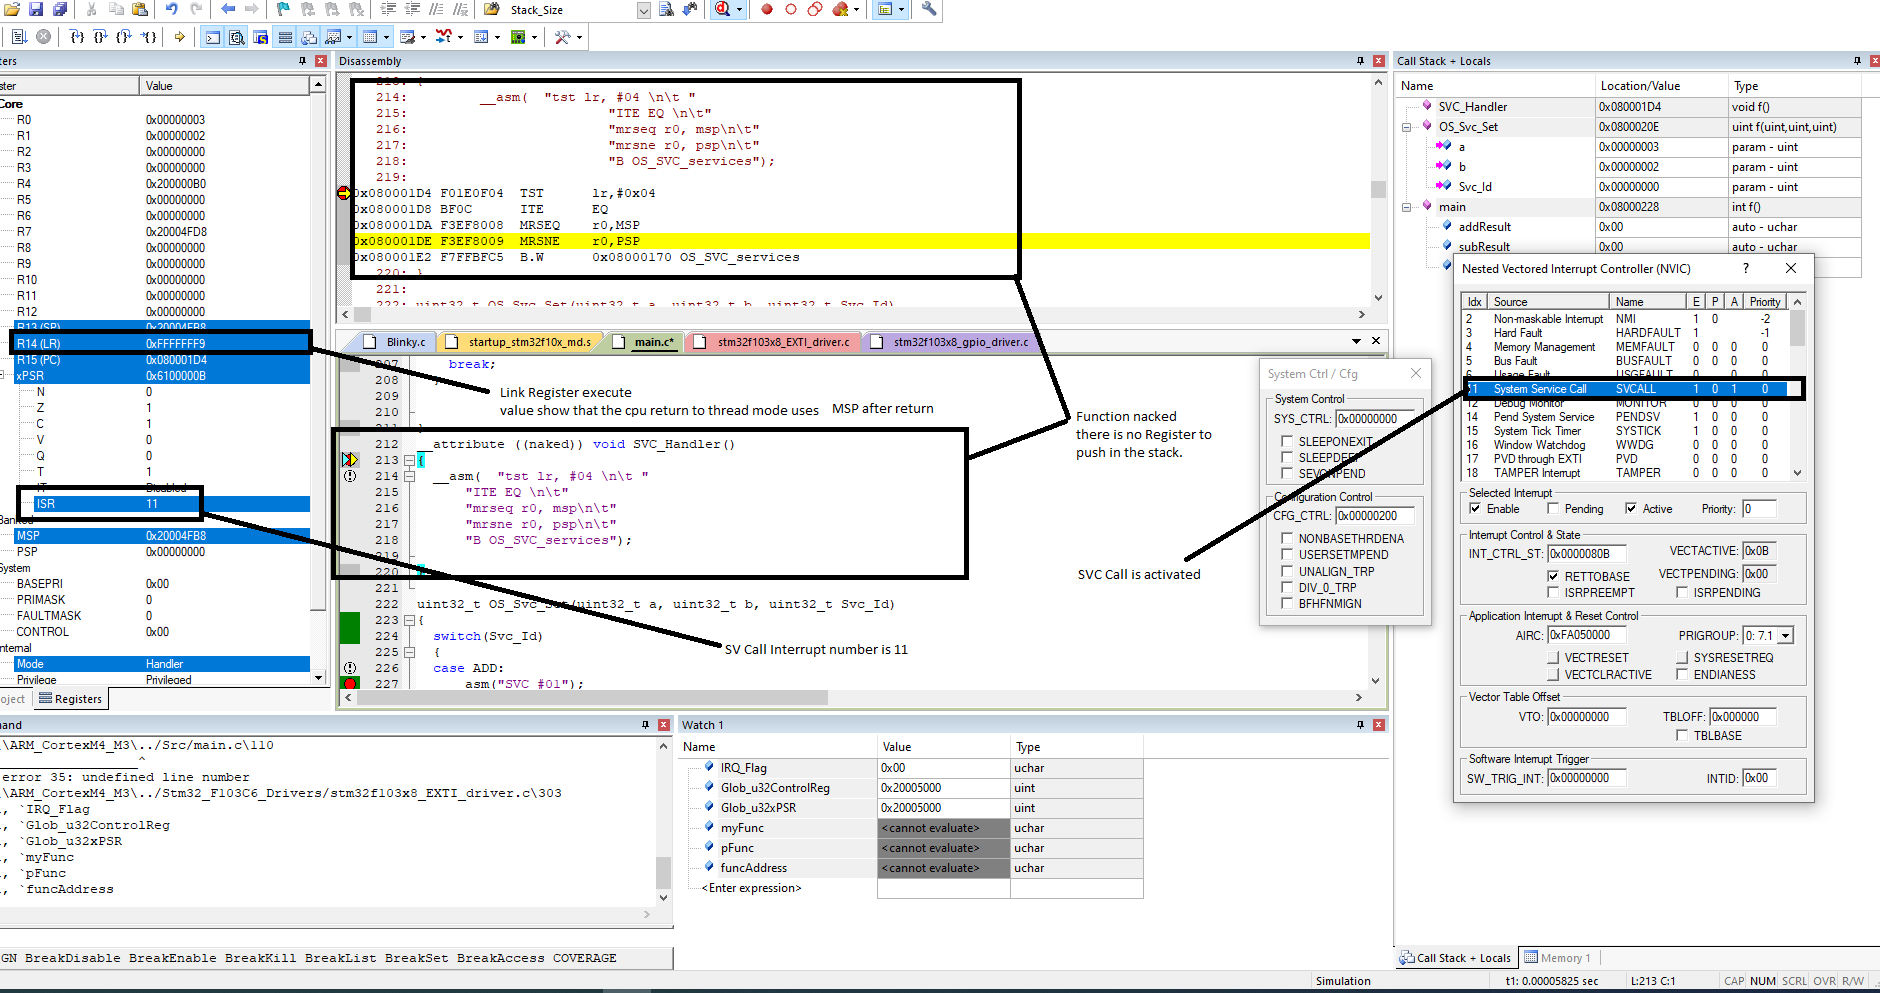 Stack_Size
ters
Disassembly
Call Stack + Locals
ster
Value
Core
R0 0x00000003
R1 0x00000002
R2 0x00000000
R3 0x00000000
R4 0x200000B0
R5 0x00000000
R6 0x00000000
R7 0x20004FD8
R8 0x00000000
R9 0x00000000
R10 0x00000000
R11 0x00000000
R12 0x00000000
R13 (SP) 0x20004FB8
R14 (LR) 0xFFFFFFF9
R15 (PC) 0x080001D4
xPSR 0x6100000B
N 0
Z 1
C 1
V 0
Q 0
T 1
IT Disabled
ISR 11
Banked
MSP 0x20004FB8
PSP 0x00000000
System
BASEPRI 0x00
PRIMASK 0
FAULTMASK 0
CONTROL 0x00
nternal
Mode Handler
Privilege Privileged
oject
Registers
213: {
214: __asm( "tst lr, #04 \n\t "
215: "ITE EQ \n\t"
216: "mrseq r0, msp\n\t"
217: "mrsne r0, psp\n\t"
218: "B OS_SVC_services");
219:
0x080001D4 F01E0F04 TST lr,#0x04
0x080001D8 BF0C ITE EQ
0x080001DA F3EF8008 MRSEQ r0,MSP
0x080001DE F3EF8009 MRSNE r0,PSP
0x080001E2 F7FFBFC5 B.W 0x08000170 OS_SVC_services
220: }
221:
222: uint32_t OS_Svc_Set(uint32_t a, uint32_t b, uint32_t Svc_Id)
Blinky.c
startup_stm32f10x_md.s
main.c*
stm32f103x8_EXTI_driver.c
stm32f103x8_gpio_driver.c
207 break;
208
209
210
212 __attribute ((naked)) void SVC_Handler()
213 {
214 __asm( "tst lr, #04 \n\t "
215 "ITE EQ \n\t"
216 "mrseq r0, msp\n\t"
217 "mrsne r0, psp\n\t"
218 "B OS_SVC_services");
219
220
221
222 uint32_t OS_Svc_Set(uint32_t a, uint32_t b, uint32_t Svc_Id)
223 {
224 switch(Svc_Id)
225 {
226 case ADD:
227 asm("SVC #01");
Link Register execute
value show that the cpu return to thread mode uses MSP after return
Function nacked
there is no Register to
push in the stack.
SVC Call is activated
SV Call Interrupt number is 11
Name Location/Value Type
SVC_Handler 0x080001D4 void f()
OS_Svc_Set 0x0800020E uint f(uint,uint,uint)
a 0x00000003 param - uint
b 0x00000002 param - uint
Svc_Id 0x00000000 param - uint
main 0x08000228 int f()
addResult 0x00 auto - uchar
subResult 0x00 auto - uchar
System Ctrl / Cfg
System Control
SYS_CTRL: 0x00000000
SLEEPONEXIT
SLEEPDEEP
SEVONPEND
Configuration Control
CFG_CTRL: 0x00000200
NONBASETHRDENA
USERSETMPEND
UNALIGN_TRP
DIV_0_TRP
BFHFNMIGN
Nested Vectored Interrupt Controller (NVIC)
?
Idx Source Name E P A Priority
2 Non-maskable Interrupt NMI 1 0 -2
3 Hard Fault HARDFAULT 1 -1
4 Memory Management MEMFAULT 0 0 0 0
5 Bus Fault BUSFAULT 0 0 0 0
6 Usage Fault USGFAULT 0 0 0 0
11 System Service Call SVCALL 1 0 1 0
12 Debug Monitor MONITOR 0 0 0 0
14 Pend System Service PENDSV 1 0 0 0
15 System Tick Timer SYSTICK 1 0 0 0
16 Window Watchdog WWDG 0 0 0 0
17 PVD through EXTI PVD 0 0 0 0
18 TAMPER Interrupt TAMPER 0 0 0 0
Selected Interrupt
Enable Pending Active Priority: 0
Interrupt Control & State
INT_CTRL_ST: 0x0000080B VECTACTIVE: 0x0B
RETTOBASE VECTPENDING: 0x00
ISRPREEMPT ISRPENDING
Application Interrupt & Reset Control
AIRC: 0xFA050000 PRIGROUP: 0: 7.1
VECTRESET SYSRESETREQ
VECTCLRACTIVE ENDIANESS
Vector Table Offset
VTO: 0x00000000 TBLOFF: 0x000000
TBLBASE
Software Interrupt Trigger
SW_TRIG_INT: 0x00000000 INTID: 0x00
mand
\\ARM_CortexM4_M3\../Src/main.c\110
^
error 35: undefined line number
\ARM_CortexM4_M3\../Stm32_F103C6_Drivers/stm32f103x8_EXTI_driver.c\303
, `IRQ_Flag
, `Glob_u32ControlReg
, `Glob_u32xPSR
, `myFunc
, `pFunc
, `funcAddress
GN BreakDisable BreakEnable BreakKill BreakList BreakSet BreakAccess COVERAGE
Watch 1
Name Value Type
IRQ_Flag 0x00 uchar
Glob_u32ControlReg 0x20005000 uint
Glob_u32xPSR 0x20005000 uint
myFunc <cannot evaluate> uchar
pFunc <cannot evaluate> uchar
funcAddress <cannot evaluate> uchar
<Enter expression>
Call Stack + Locals
Memory 1
Simulation t1: 0.00005825 sec L:213 C:1 CAP NUM SCRL OVR R/W